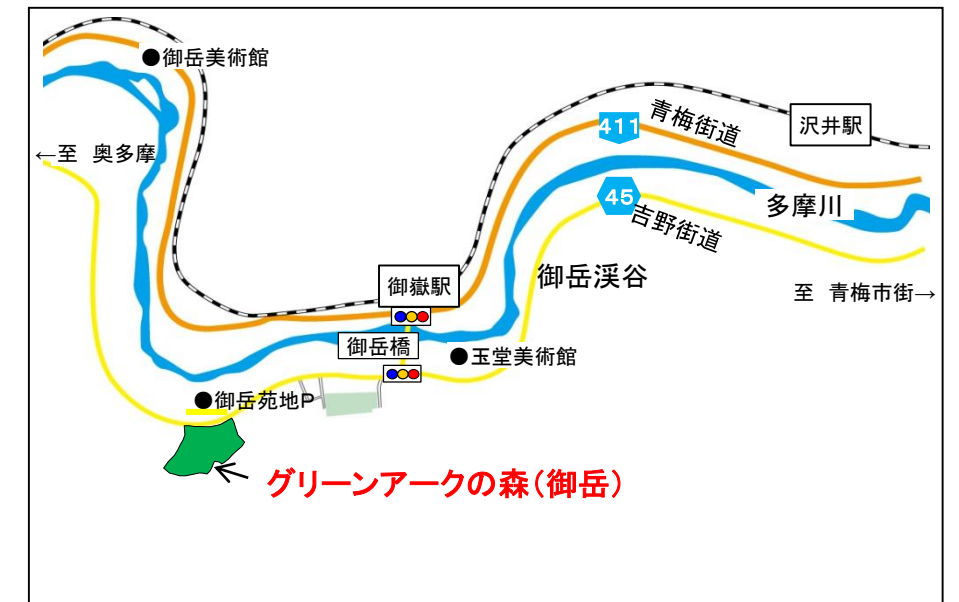 ●御岳美術館
411
青梅街道
沢井駅
←至　奥多摩
45
吉野街道
多摩川
御嶽駅
御岳渓谷
至　青梅市街→
御岳橋
●玉堂美術館
●御岳苑地P
グリーンアークの森（御岳）